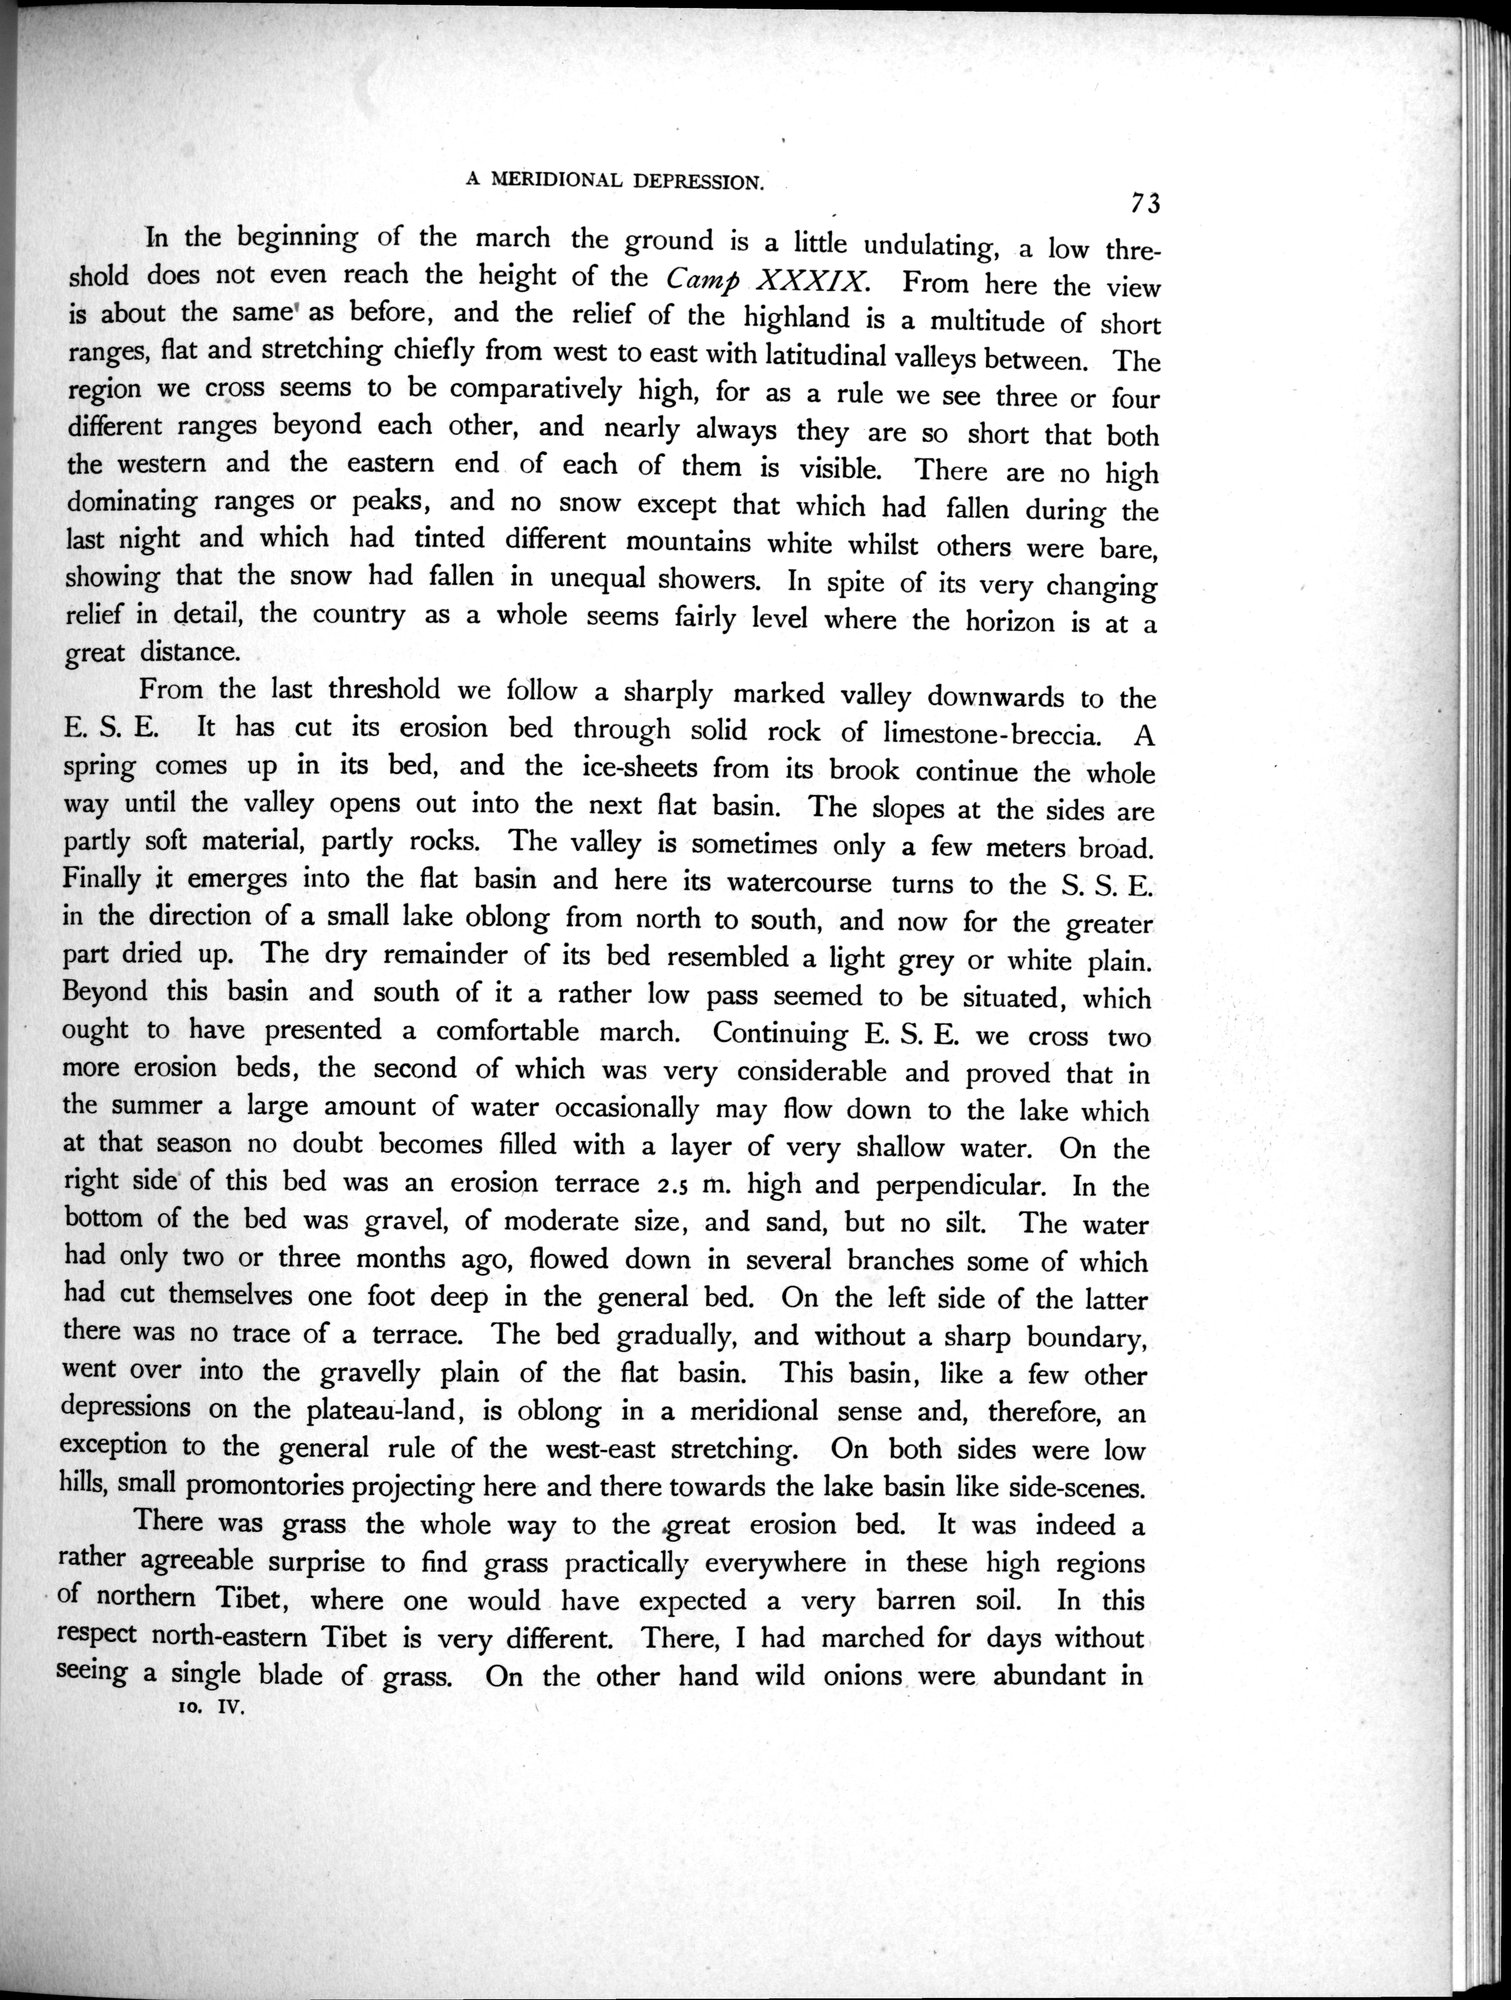 A MERIDIONAL DEPRESSION.
73
In the beginning of the march the ground is a little undulating, a low thre-
shold does not even reach the height of the Camp XXXIX. From here the view
is about the same as before, and the relief of the highland is a multitude of short
ranges, flat and stretching chiefly from west to east with latitudinal valleys between. The
region we cross seems to be comparatively high, for as a rule we see three or four
different ranges beyond each other, and nearly always they are so short that both
the western and the eastern end of each of them is visible. There are no high
dominating ranges or peaks, and no snow except that which had fallen during the
last night and which had tinted different mountains white whilst others were bare,
showing that the snow had fallen in unequal showers. In spite of its very changing
relief in detail, the country as a whole seems fairly level where the horizon is at a
great distance.
From the last threshold we follow a sharply marked valley downwards to the
E. S. E. It has cut its erosion bed through solid rock of limestone-breccia. A
spring comes up in its bed, and the ice-sheets from its brook continue the whole
way until the valley opens out into the next flat basin. The slopes at the sides are
partly soft material, partly rocks. The valley is sometimes only a few meters broad.
Finally it emerges into the flat basin and here its watercourse turns to the S. S. E.
in the direction of a small lake oblong from north to south, and now for the greater
part dried up. The dry remainder of its bed resembled a light grey or white plain.
Beyond this basin and south of it a rather low pass seemed to be situated, which
ought to have presented a comfortable march. Continuing E. S. E. we cross two
more erosion beds, the second of which was very considerable and proved that in
the summer a large amount of water occasionally may flow down to the lake which
at that season no doubt becomes filled with a layer of very shallow water. On the
right side of this bed was an erosion terrace 2.5 m. high and perpendicular. In the
bottom of the bed was gravel, of moderate size, and sand, but no silt. The water
had only two or three months ago, flowed down in several branches some of which
had cut themselves one foot deep in the general bed. On the left side of the latter
there was no trace of a terrace. The bed gradually, and without a sharp boundary,
went over into the gravelly plain of the flat basin. This basin, like a few other
depressions on the plateau-land, is oblong in a meridional sense and, therefore, an
exception to the general rule of the west-east stretching. On both sides were low
hills, small promontories projecting here and there towards the lake basin like side-scenes.
There was grass the whole way to the great erosion bed. It was indeed a
rather agreeable surprise to find grass practically everywhere in these high regions
of northern Tibet, where one would have expected a very barren soil. In this
respect north-eastern Tibet is very different. There, I had marched for days without
seeing a single blade of grass. On the other hand wild onions were abundant in
10. IV.